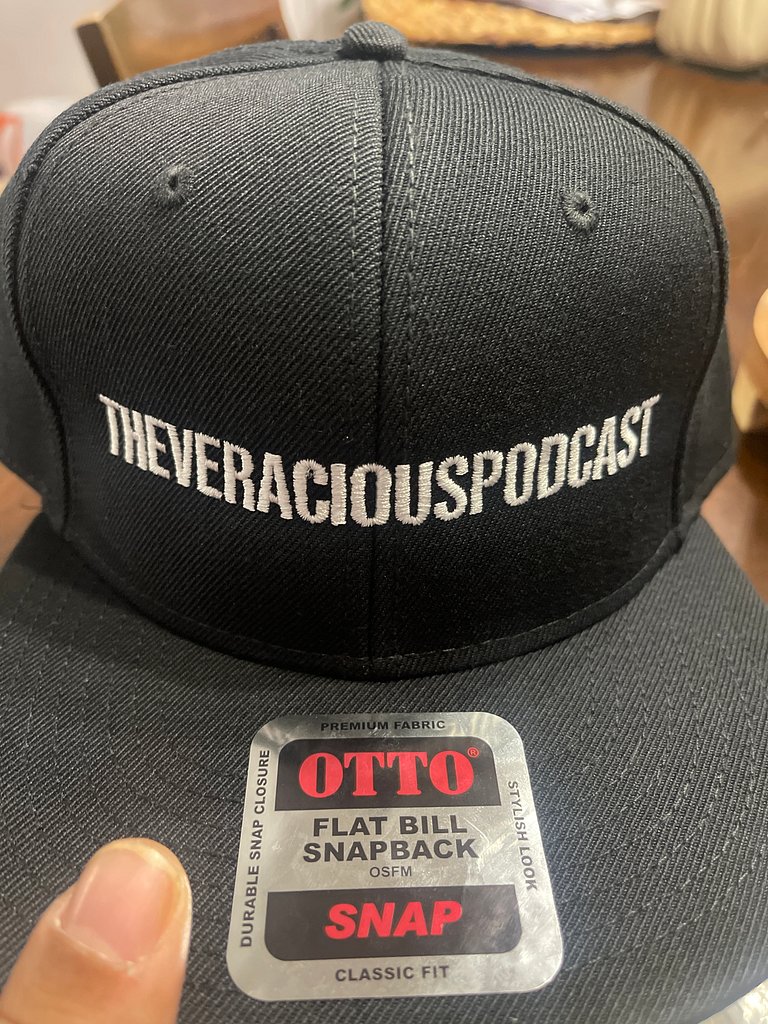 THEVERACIOUSPODCAST
PREMIUM FABRIC
DURABLE SNAP CLOSURE
OTTO®
FLAT BILL
SNAPBACK
OSFM
SNAP
STYLISH LOOK
CLASSIC FIT